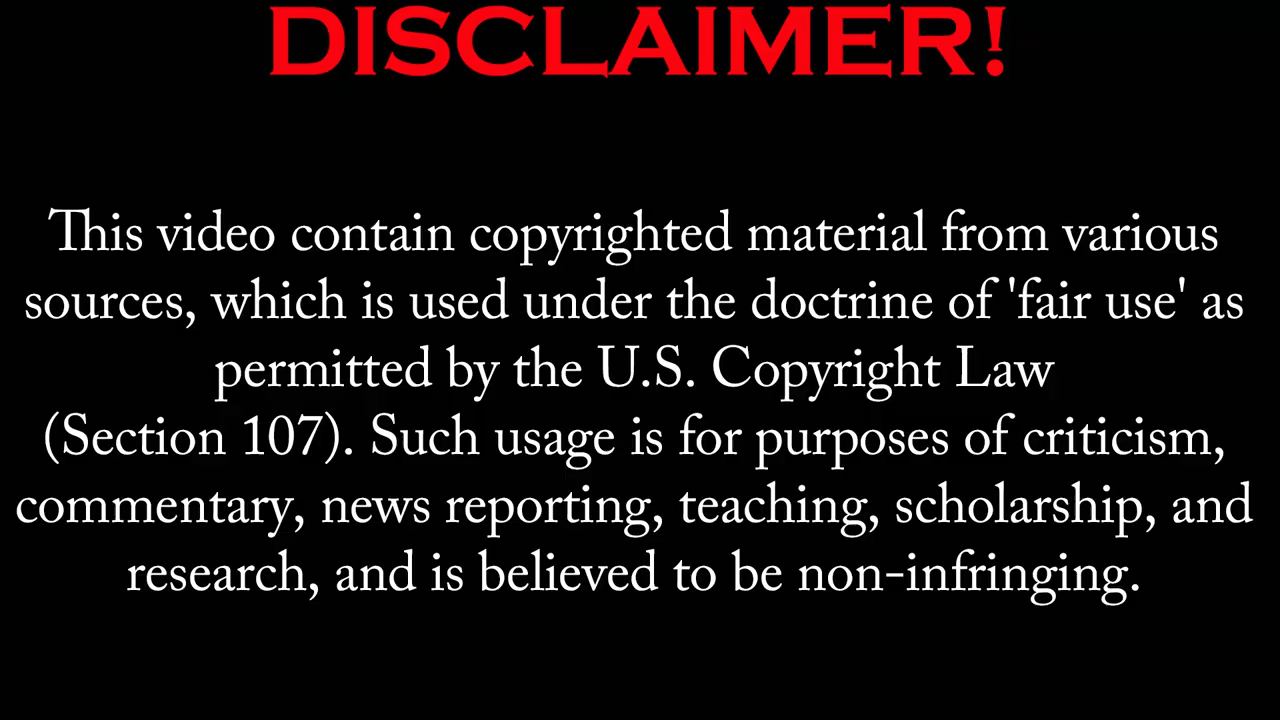 DISCLAIMER!
This video contain copyrighted material from various
sources, which is used under the doctrine of 'fair use' as
permitted by the U.S. Copyright Law
(Section 107). Such usage is for purposes of criticism,
commentary, news reporting, teaching, scholarship, and
research, and is believed to be non-infringing.